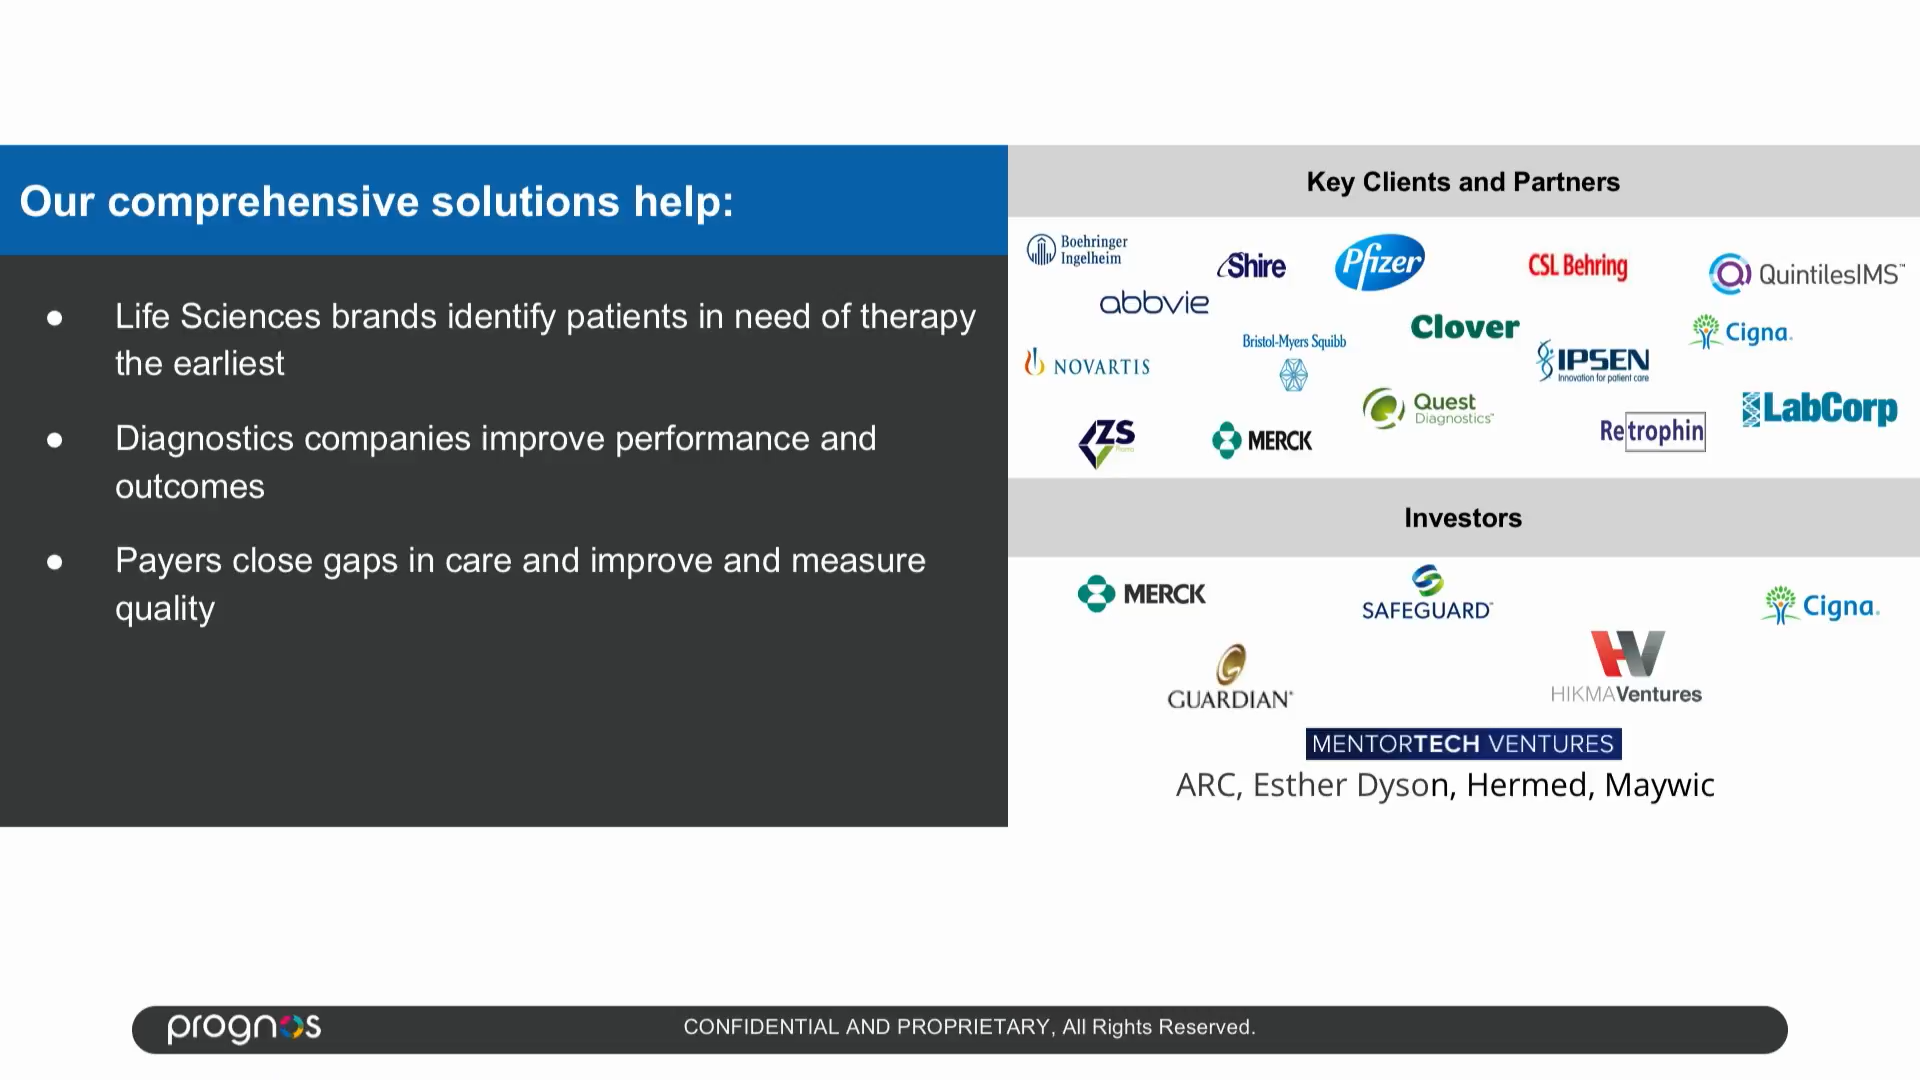 Our comprehensive solutions help:
● Life Sciences brands identify patients in need of therapy
the earliest
● Diagnostics companies improve performance and
outcomes
● Payers close gaps in care and improve and measure
quality
Key Clients and Partners
Boehringer
Ingelheim
Shire
Pfizer
CSL Behring
QuintilesIMS™
abbvie
Clover
Cigna.
Bristol-Myers Squibb
NOVARTIS
IPSEN
Innovation for patient care
Quest
Diagnostics™
LabCorp
Retrophin
ZS
MERCK
Investors
MERCK
SAFEGUARD
Cigna.
GUARDIAN®
HV
HIKMAVentures
MENTORTECH VENTURES
ARC, Esther Dyson, Hermed, Maywic
prognos
CONFIDENTIAL AND PROPRIETARY, All Rights Reserved.